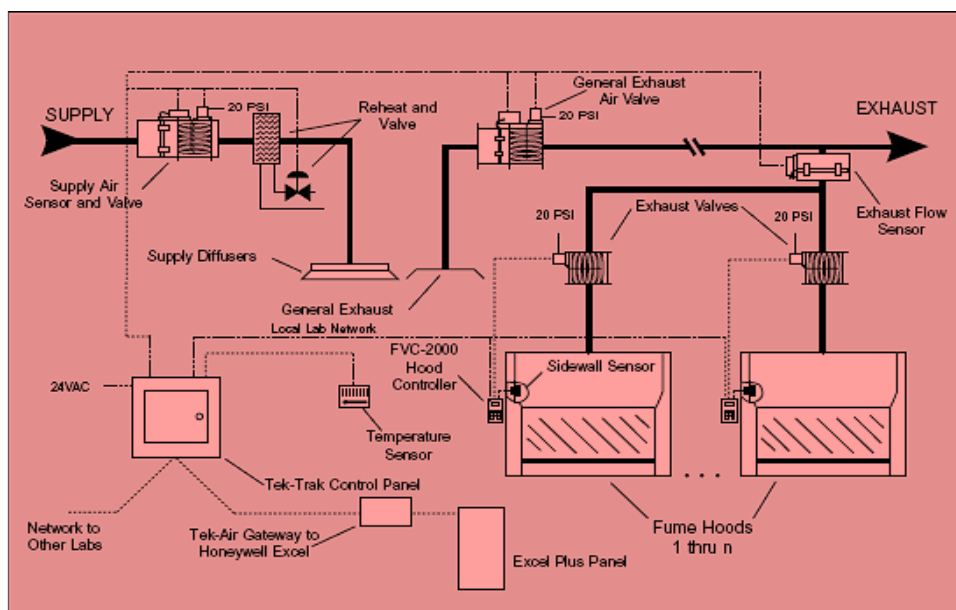 General Exhaust
Air Valve
SUPPLY
20 PSI
Reheat and
Valve
20 PSI
EXHAUST
Supply Air
Sensor and Valve
20 PSI
Exhaust Valves
20 PSI
Exhaust Flow
Sensor
Supply Diffusers
General Exhaust
Local Lab Network
FVC-2000
Hood
Controller
Sidewall Sensor
24VAC
Temperature
Sensor
Tek-Trak Control Panel
Network to
Other Labs
Tek-Air Gateway to
Honeywell Excel
Excel Plus Panel
. . .
Fume Hoods
1 thru n